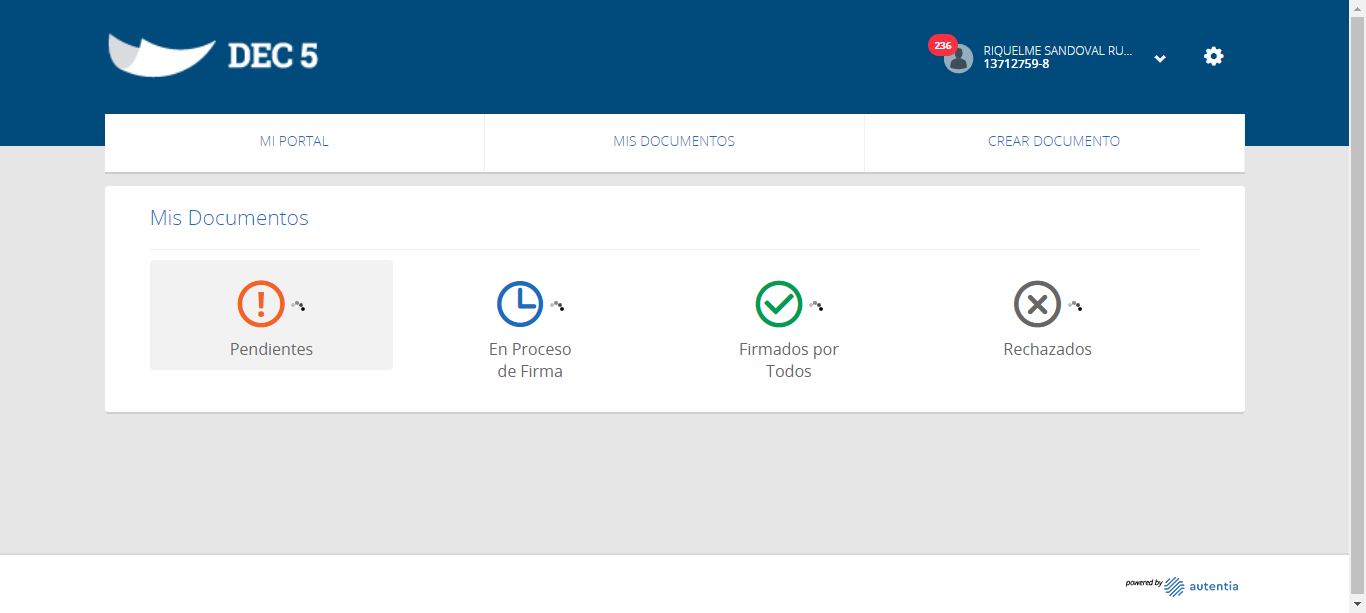 DEC 5
236
RIQUELME SANDOVAL RU...
13712759-8
MI PORTAL
MIS DOCUMENTOS
CREAR DOCUMENTO
Mis Documentos
Pendientes
En Proceso
de Firma
Firmados por
Todos
Rechazados
powered by
autentia